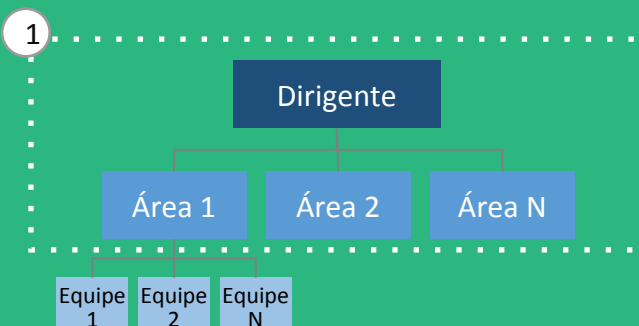 1
Dirigente
Área 1
Área 2
Área N
Equipe
1
Equipe
2
Equipe
N